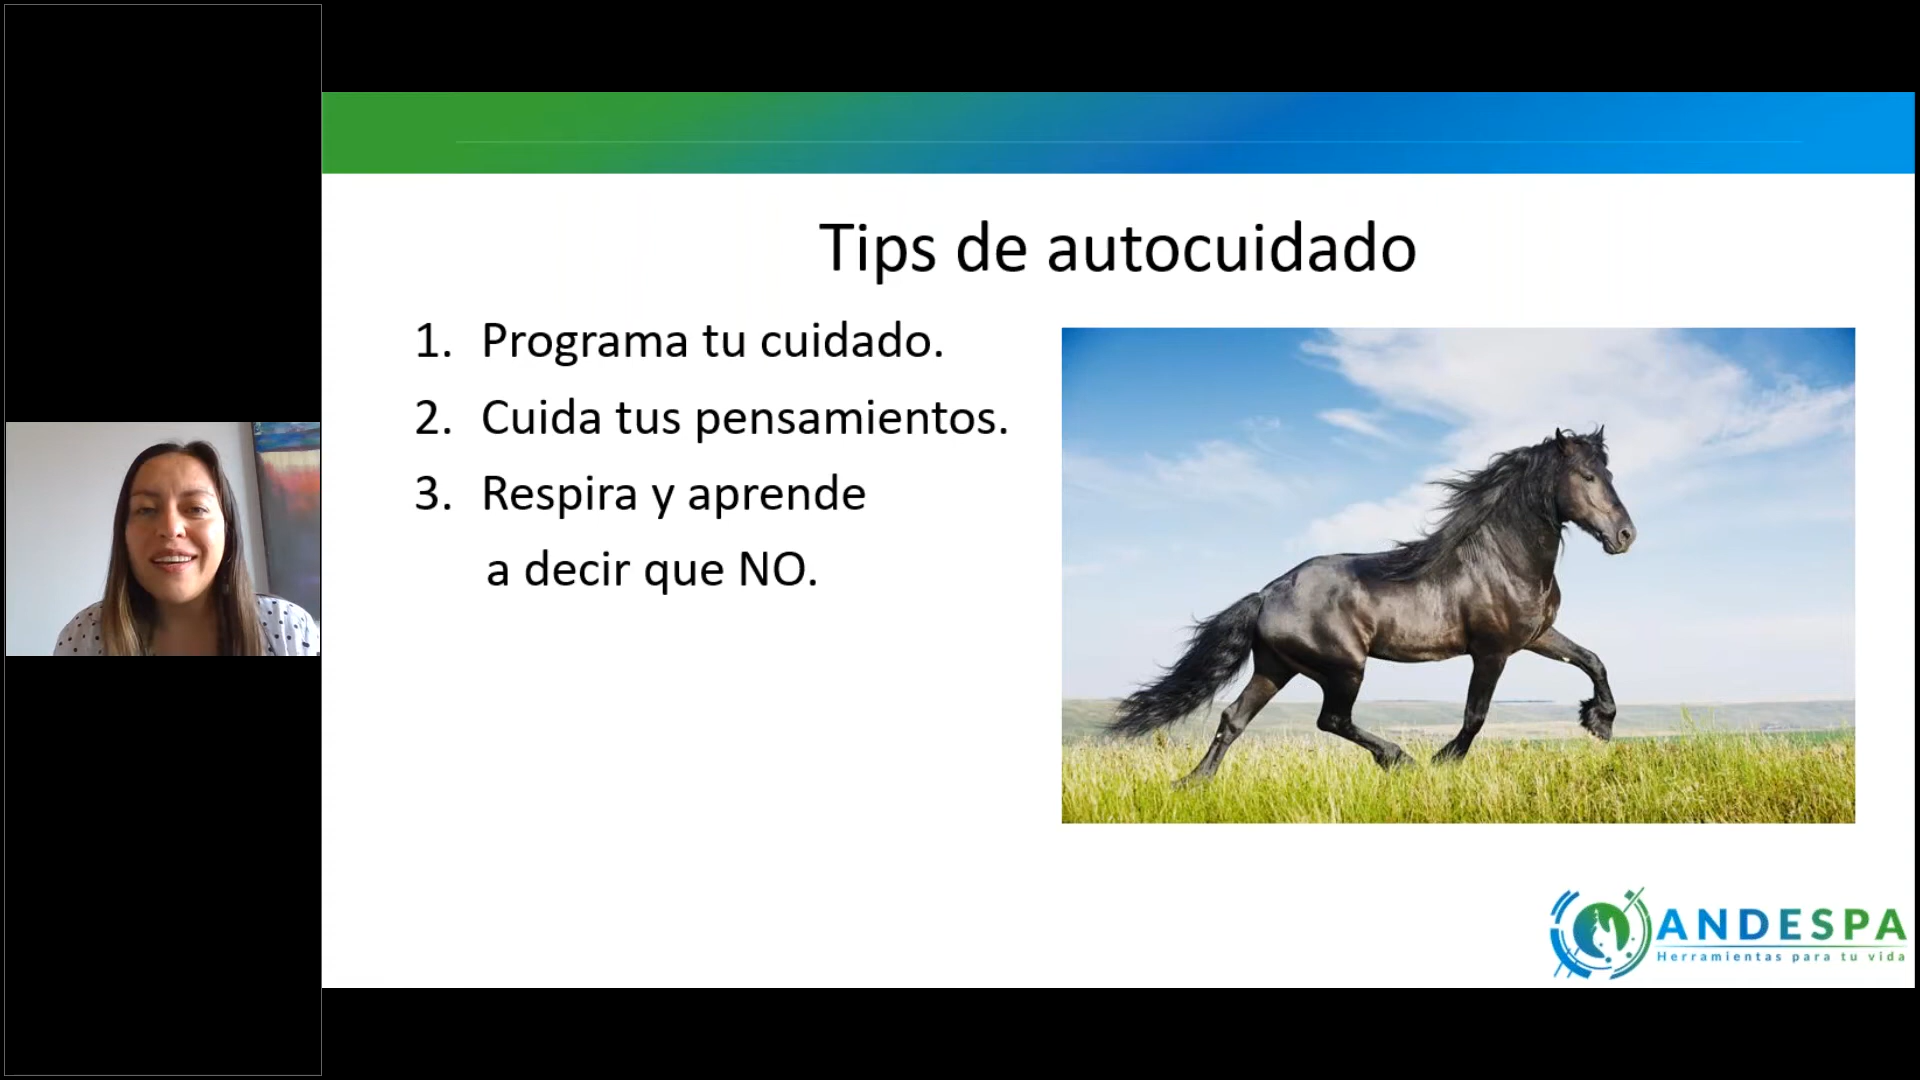 Tips de autocuidado
1. Programa tu cuidado.
2. Cuida tus pensamientos.
3. Respira y aprende
a decir que NO.
ANDESPA
Herramientas para tu vida